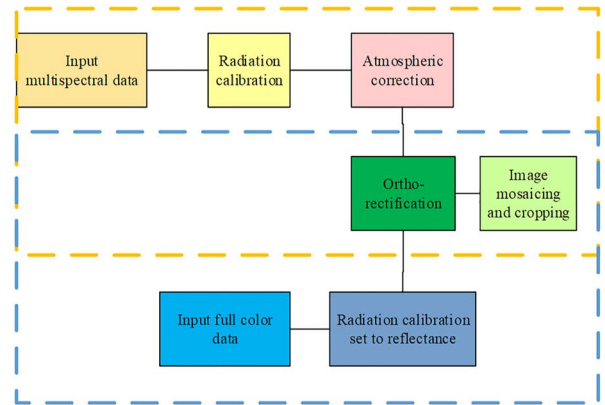 Input
multispectral data
Radiation
calibration
Atmospheric
correction
Ortho-
rectification
Image
mosaicing
and cropping
Input full color
data
Radiation calibration
set to reflectance